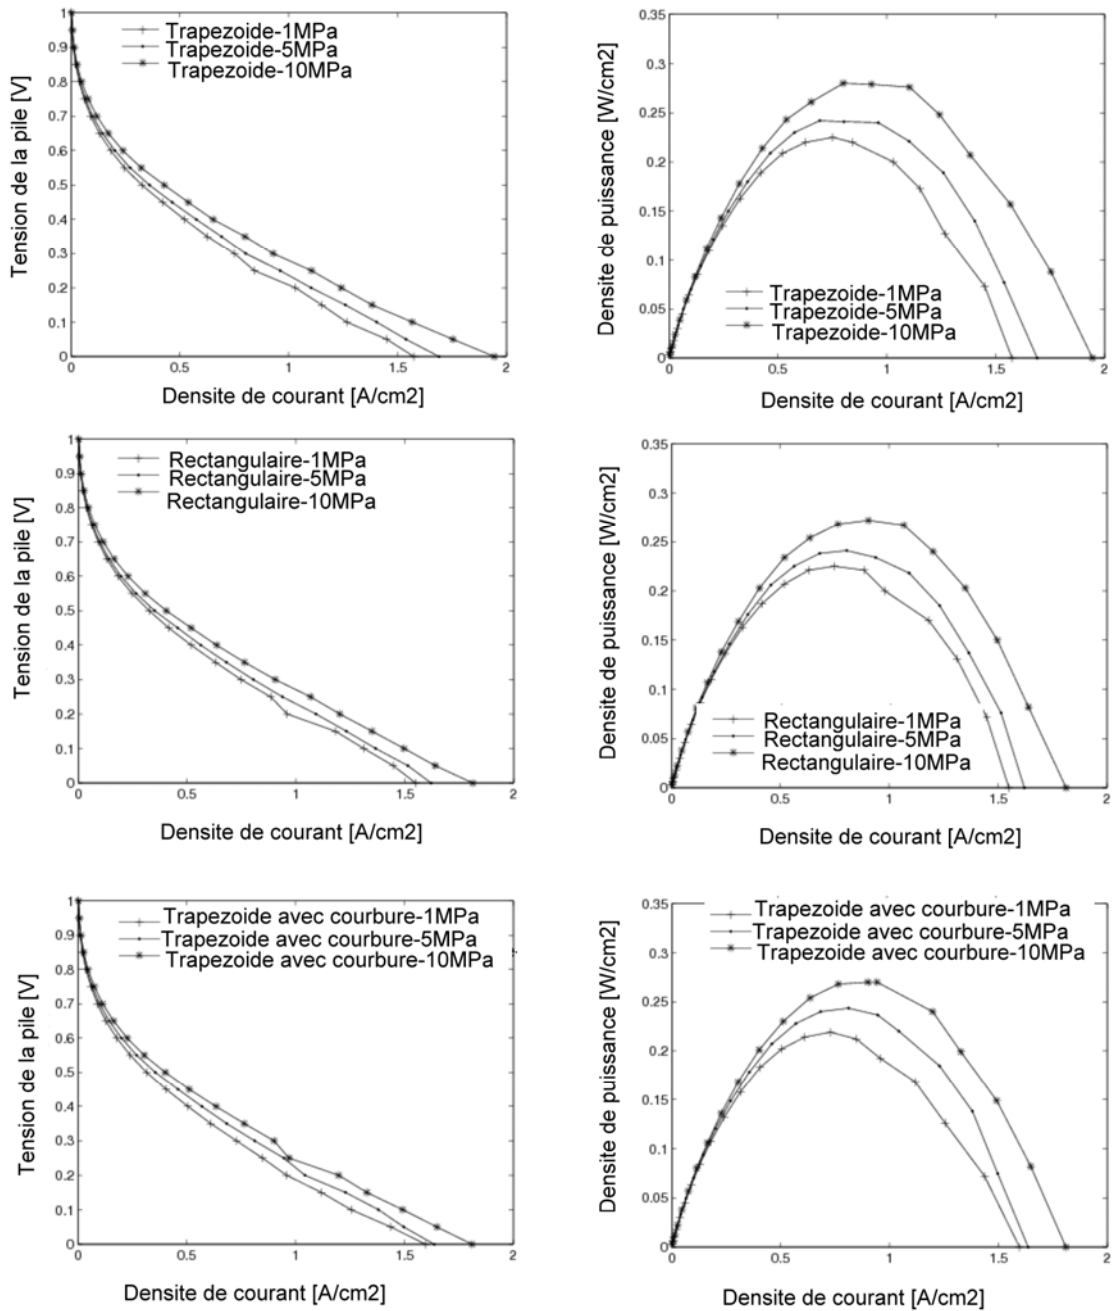 1
0.9
0.8
0.7
0.6
0.5
0.4
0.3
0.2
0.1
0
0.5
1
1.5
2
Tension de la pile [V]
Trapezoide-1MPa
Trapezoide-5MPa
Trapezoide-10MPa
Densite de courant [A/cm2]
0.35
0.3
0.25
0.2
0.15
0.1
0.05
0
0
0.5
1
1.5
2
Densité de puissance [W/cm2]
Trapezoide-1MPa
Trapezoide-5MPa
Trapezoide-10MPa
Densite de courant [A/cm2]
1
0.9
0.8
0.7
0.6
0.5
0.4
0.3
0.2
0.1
0
0.5
1
1.5
2
Tension de la pile [V]
Rectangulaire-1MPa
Rectangulaire-5MPa
Rectangulaire-10MPa
Densite de courant [A/cm2]
0.35
0.3
0.25
0.2
0.15
0.1
0.05
0
0
0.5
1
1.5
2
Densité de puissance [W/cm2]
Rectangulaire-1MPa
Rectangulaire-5MPa
Rectangulaire-10MPa
Densite de courant [A/cm2]
1
0.9
0.8
0.7
0.6
0.5
0.4
0.3
0.2
0.1
0
0.5
1
1.5
2
Tension de la pile [V]
Trapezoide avec courbure-1MPa
Trapezoide avec courbure-5MPa
Trapezoide avec courbure-10MPa
Densite de courant [A/cm2]
0.35
0.3
0.25
0.2
0.15
0.1
0.05
0
0
0.5
1
1.5
2
Densité de puissance [W/cm2]
Trapezoide avec courbure-1MPa
Trapezoide avec courbure-5MPa
Trapezoide avec courbure-10MPa
Densite de courant [A/cm2]